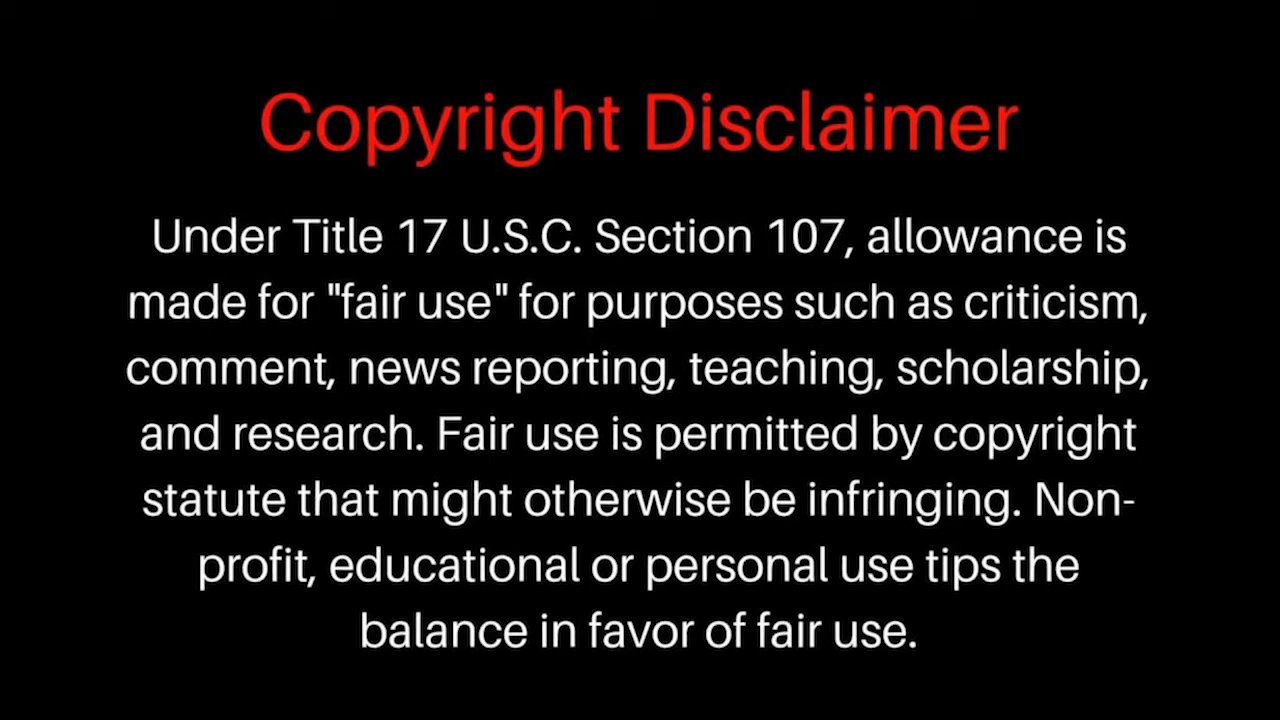 Copyright Disclaimer
Under Title 17 U.S.C. Section 107, allowance is
made for "fair use" for purposes such as criticism,
comment, news reporting, teaching, scholarship,
and research. Fair use is permitted by copyright
statute that might otherwise be infringing. Non-
profit, educational or personal use tips the
balance in favor of fair use.